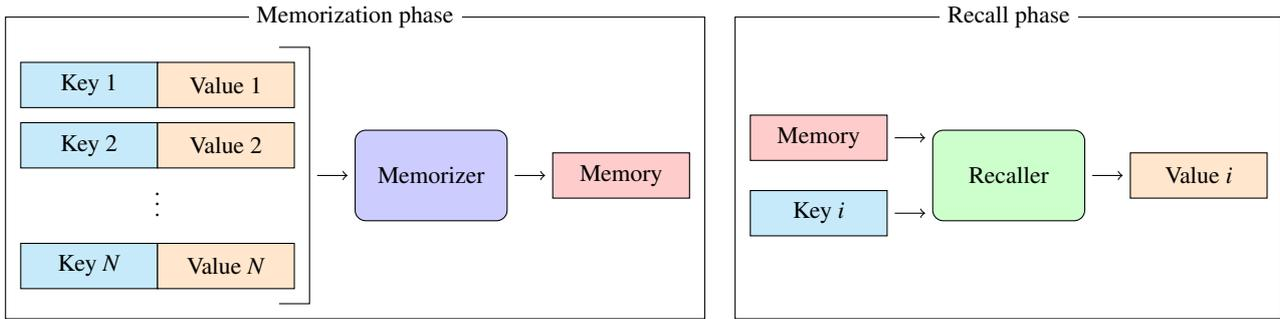 Memorization phase
Key 1 Value 1
Key 2 Value 2
⋮
Key N Value N
Memorizer
Memory
Recall phase
Memory
Key i
Recaller
Value i